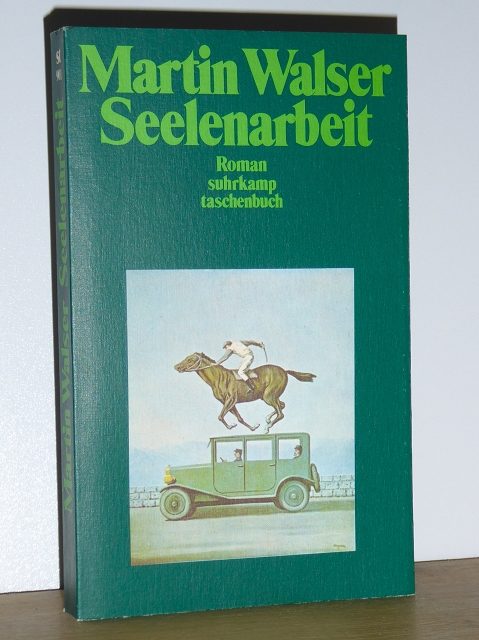 Martin Walser
Seelenarbeit
Roman
suhrkamp
taschenbuch
Martin Walser Seelenarbeit